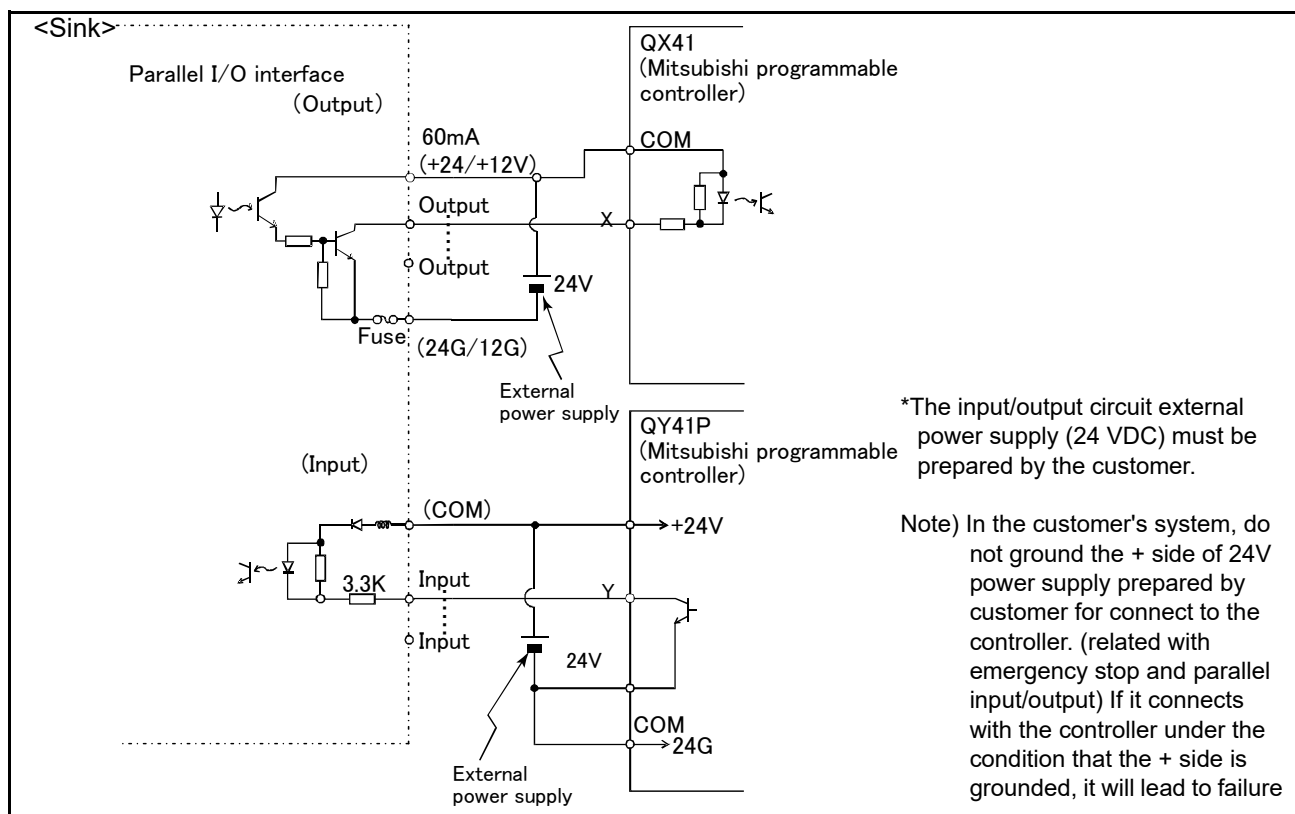 <Sink>
Parallel I/O interface
(Output)
QX41
(Mitsubishi programmable
controller)
60mA
(+24/+12V)
COM
Output
X
Output
24V
Fuse
(24G/12G)
External
power supply
QY41P
(Mitsubishi programmable
controller)
(Input)
(COM)
+24V
3.3K
Input
Y
Input
24V
COM
24G
External
power supply
*The input/output circuit external
power supply (24 VDC) must be
prepared by the customer.
Note) In the customer's system, do
not ground the + side of 24V
power supply prepared by
customer for connect to the
controller. (related with
emergency stop and parallel
input/output) If it connects
with the controller under the
condition that the + side is
grounded, it will lead to failure